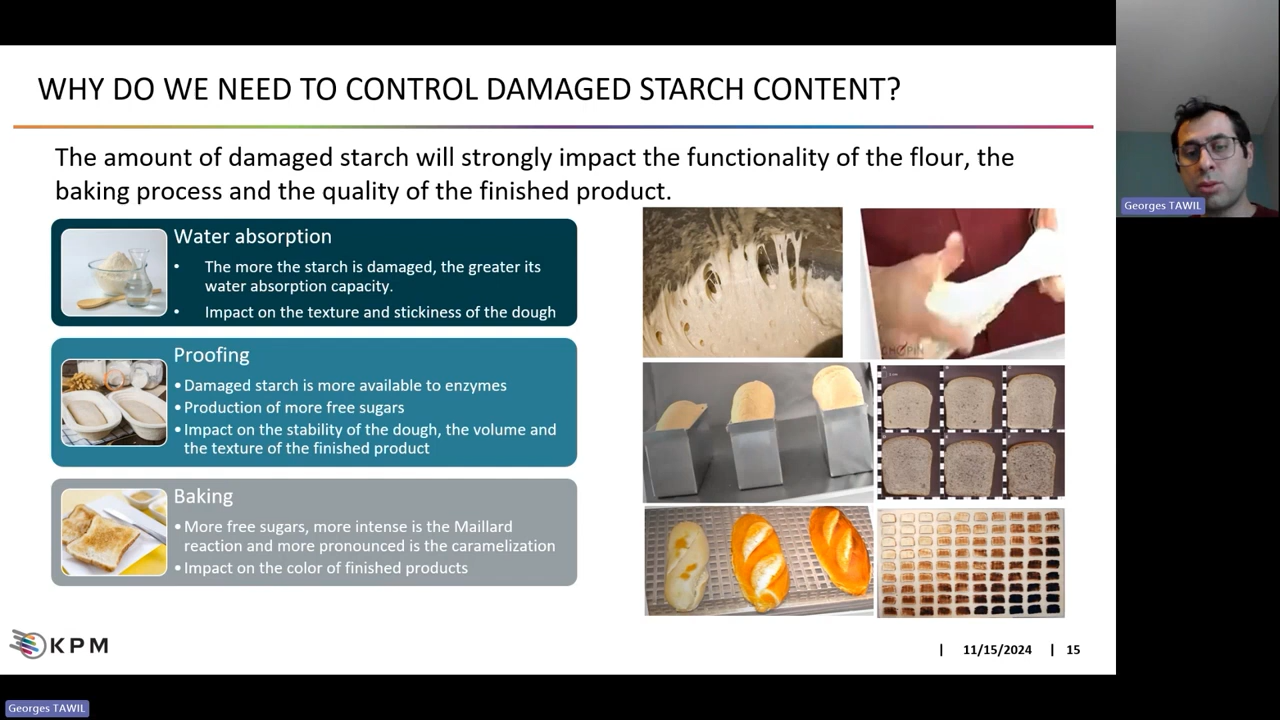 WHY DO WE NEED TO CONTROL DAMAGED STARCH CONTENT?
The amount of damaged starch will strongly impact the functionality of the flour, the
baking process and the quality of the finished product.
Water absorption
• The more the starch is damaged, the greater its
water absorption capacity.
• Impact on the texture and stickiness of the dough
Proofing
• Damaged starch is more available to enzymes
• Production of more free sugars
• Impact on the stability of the dough, the volume and
the texture of the finished product
Baking
• More free sugars, more intense is the Maillard
reaction and more pronounced is the caramelization
• Impact on the color of finished products
CHOPIN
KPM
| 11/15/2024 | 15
Georges TAWIL
Georges TAWIL